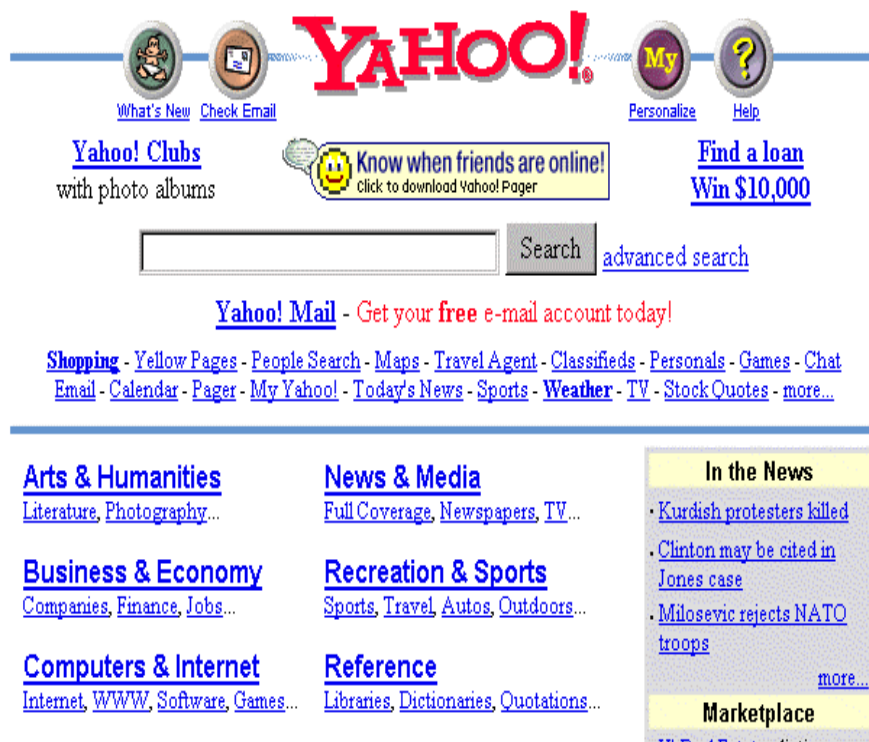 YAHOO!
My
?
What's New Check Email
Personalize Help
Yahoo! Clubs
with photo albums
Know when friends are online!
Click to download Yahoo! Pager
Find a loan
Win $10,000
Search advanced search
Yahoo! Mail - Get your free e-mail account today!
Shopping - Yellow Pages - People Search - Maps - Travel Agent - Classifieds - Personals - Games - Chat
Email - Calendar - Pager - My Yahoo! - Today's News - Sports - Weather - TV - Stock Quotes - more...
Arts & Humanities
Literature, Photography...
News & Media
Full Coverage, Newspapers, TV...
Business & Economy
Companies, Finance, Jobs...
Recreation & Sports
Sports, Travel, Autos, Outdoors...
Computers & Internet
Internet, WWW, Software, Games...
Reference
Libraries, Dictionaries, Quotations...
In the News
· Kurdish protesters killed
· Clinton may be cited in
Jones case
· Milosevic rejects NATO
troops
more...
Marketplace